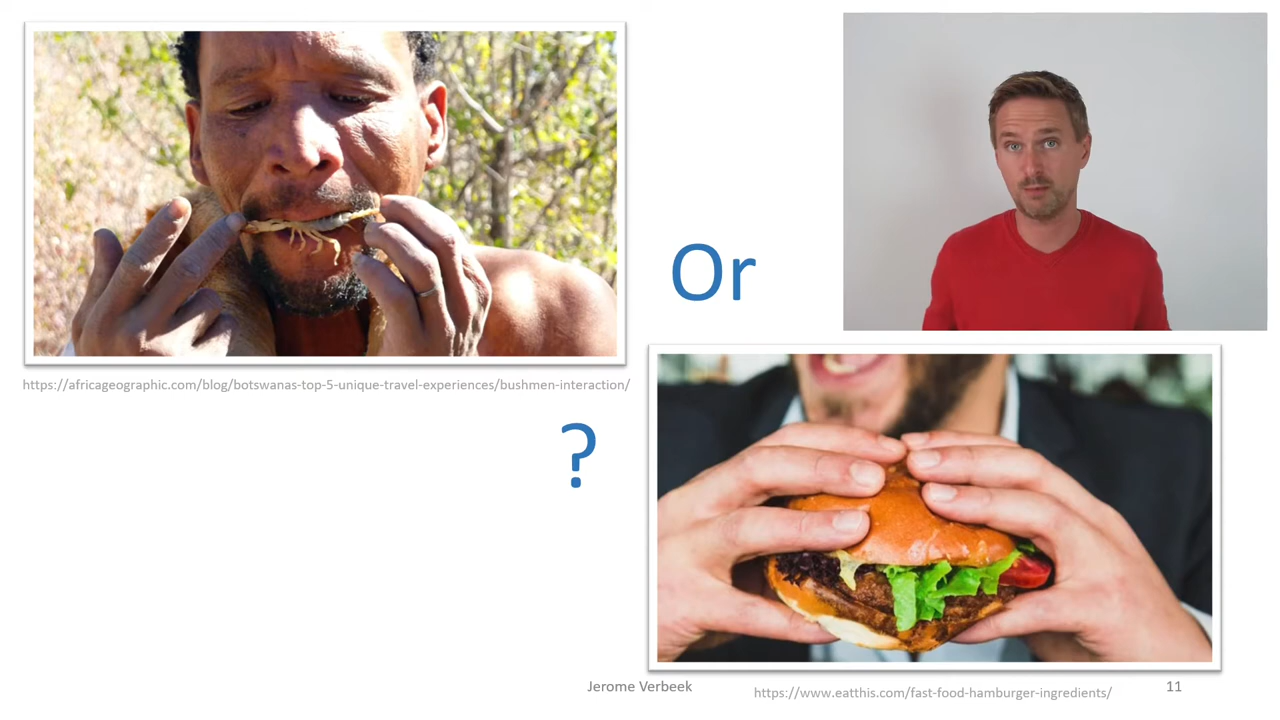 Or
https://africageographic.com/blog/botswanas-top-5-unique-travel-experiences/bushmen-interaction/
?
Jerome Verbeek
https://www.eatthis.com/fast-food-hamburger-ingredients/
11